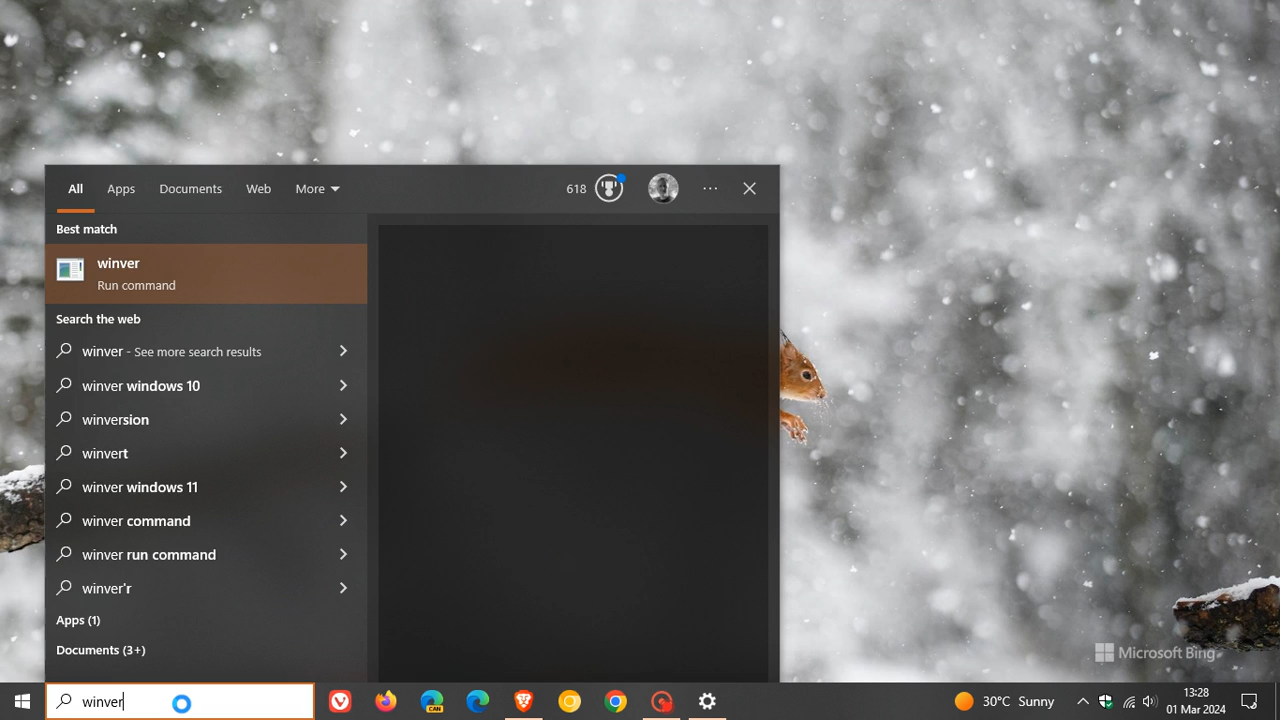 All Apps Documents Web More 618 ...
Best match
winver
Run command
Search the web
winver - See more search results
winver windows 10
winversion
winvert
winver windows 11
winver command
winver run command
winver'r
Apps (1)
Documents (3+)
Microsoft Bing
winver
CAN
30°C Sunny
13:28
01 Mar 2024